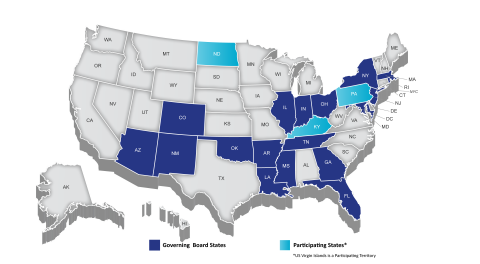 WA
OR
CA
NV
ID
MT
WY
UT
AZ
CO
NM
ND
SD
NE
KS
OK
TX
MN
IA
MO
AR
LA
WI
IL
MI
IN
OH
KY
TN
MS
AL
GA
FL
SC
NC
VA
WV
PA
NY
VT
NH
ME
MA
RI
CT
NJ
DE
DC
MD
AK
HI
Governing Board States
Participating States*
*US Virgin Islands is a Participating Territory